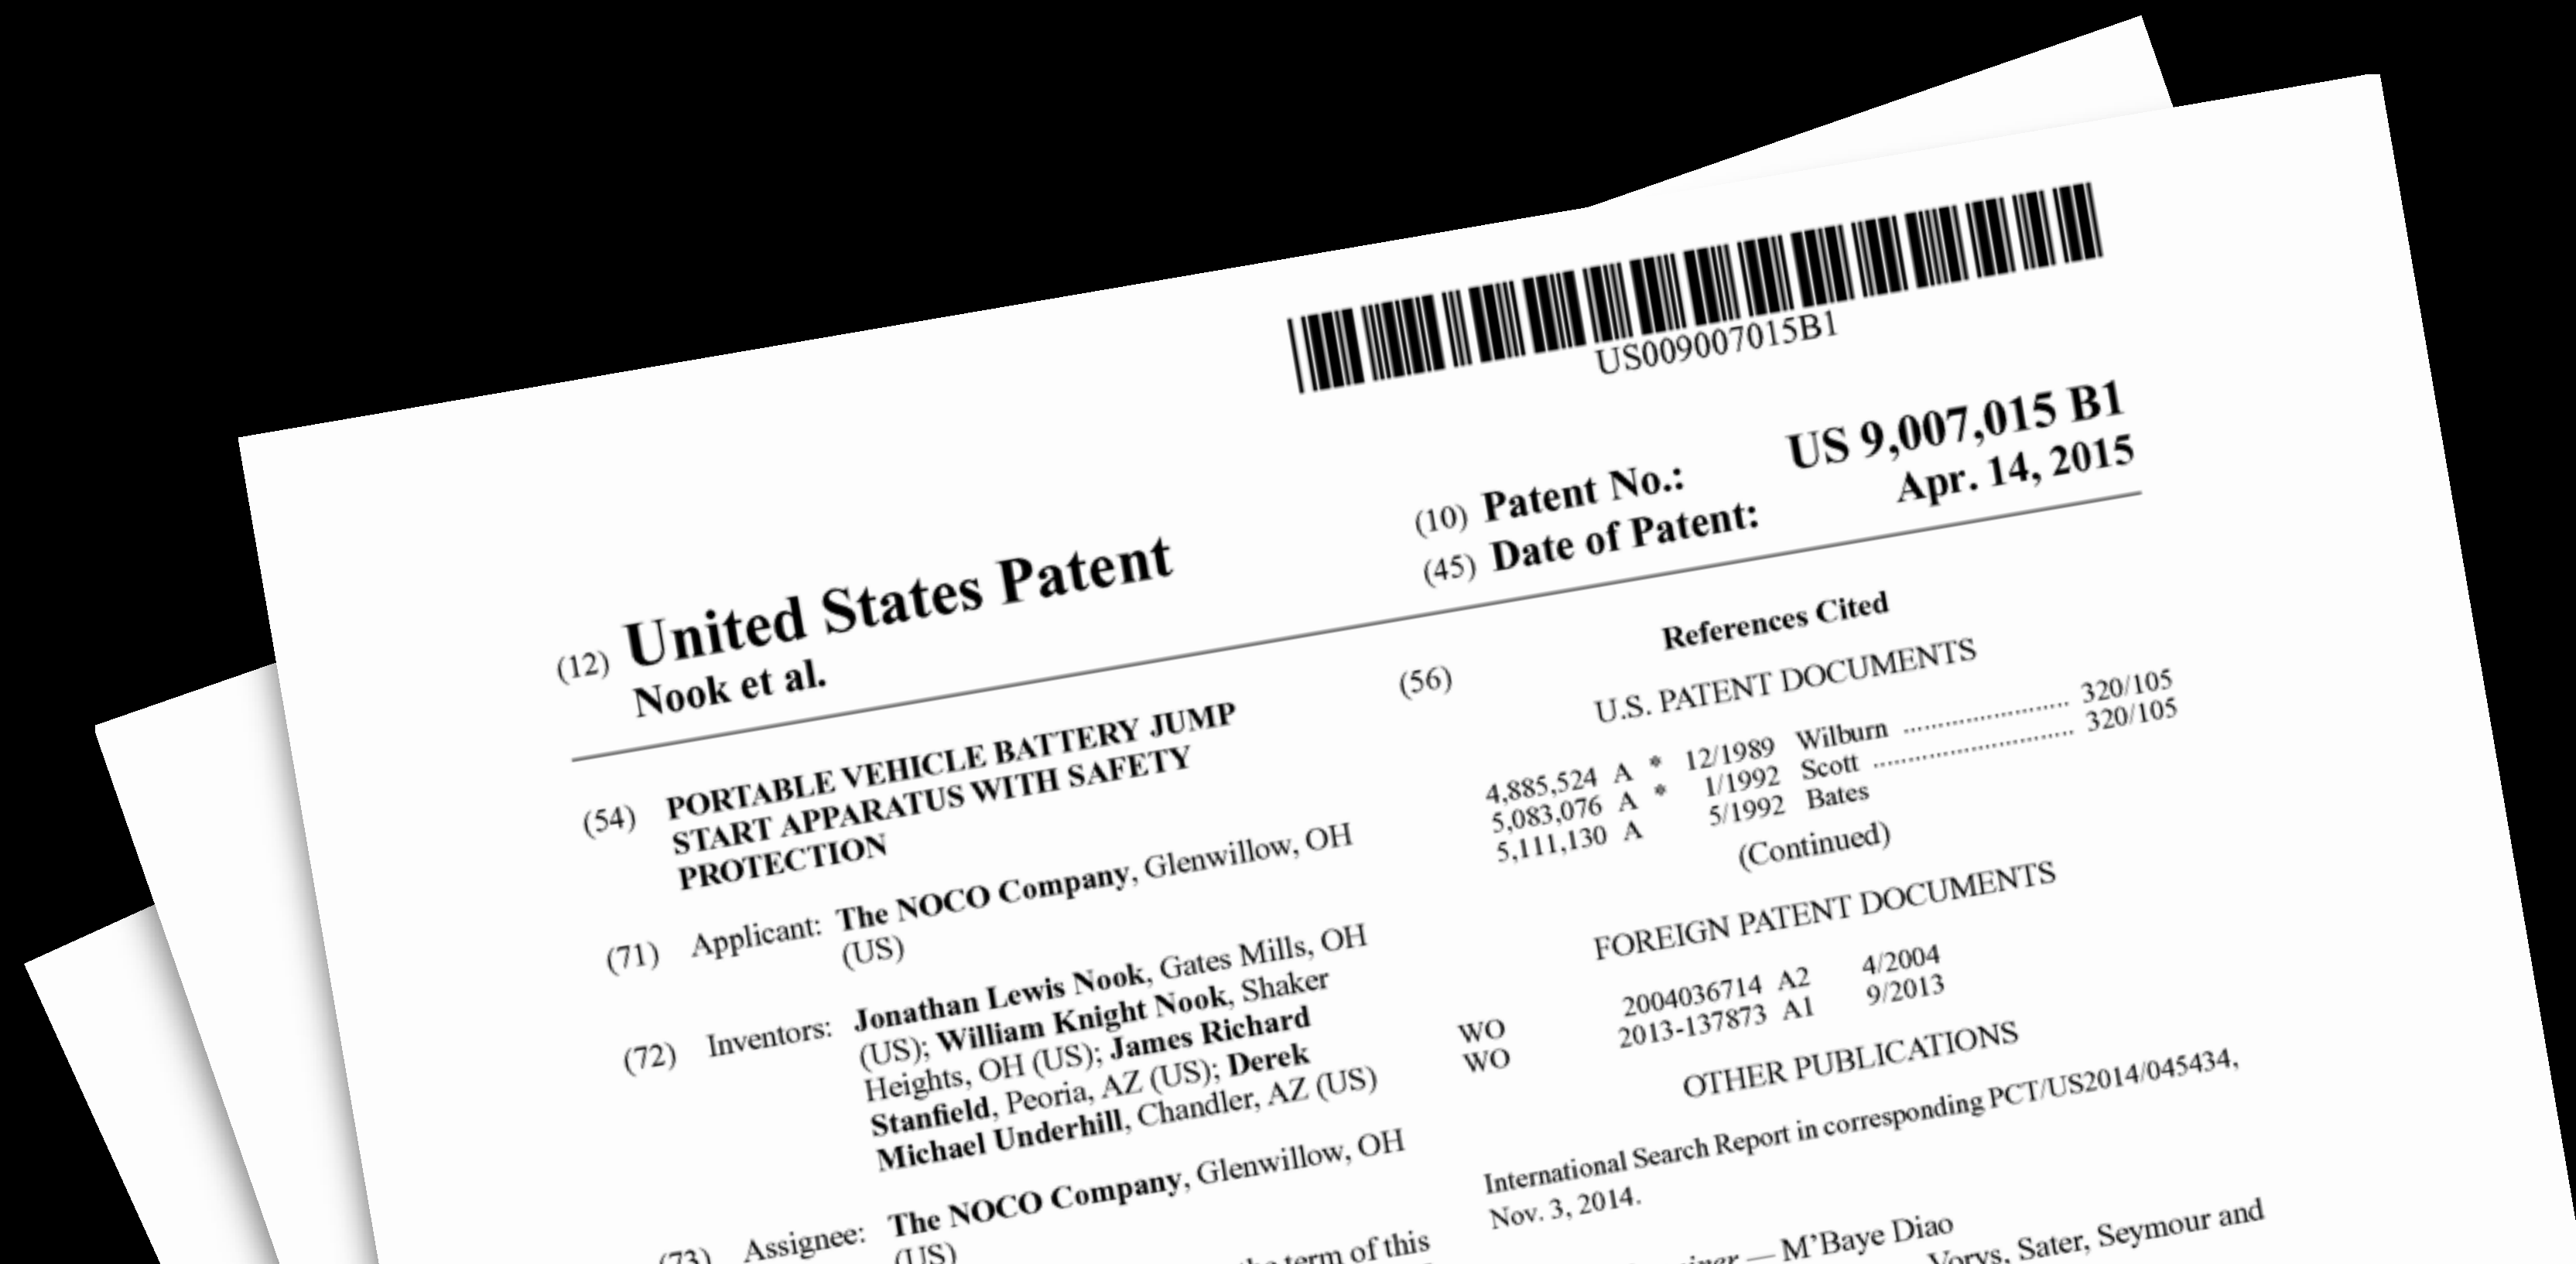 US009007015B1
(12) United States Patent
Nook et al.
(10) Patent No.: US 9,007,015 B1
(45) Date of Patent: Apr. 14, 2015
(54) PORTABLE VEHICLE BATTERY JUMP
START APPARATUS WITH SAFETY
PROTECTION
(71) Applicant: The NOCO Company, Glenwillow, OH
(US)
(72) Inventors: Jonathan Lewis Nook, Gates Mills, OH
(US); William Knight Nook, Shaker
Heights, OH (US); James Richard
Stanfield, Peoria, AZ (US); Derek
Michael Underhill, Chandler, AZ (US)
(73) Assignee: The NOCO Company, Glenwillow, OH
(US)
term of this
(56) References Cited
U.S. PATENT DOCUMENTS
4,885,524 A * 12/1989 Wilburn ........................ 320/105
5,083,076 A * 1/1992 Scott ............................. 320/105
5,111,130 A 5/1992 Bates
(Continued)
FOREIGN PATENT DOCUMENTS
WO 2004036714 A2 4/2004
WO 2013-137873 A1 9/2013
OTHER PUBLICATIONS
International Search Report in corresponding PCT/US2014/045434,
Nov. 3, 2014.
— M'Baye Diao
Vorys, Sater, Seymour and